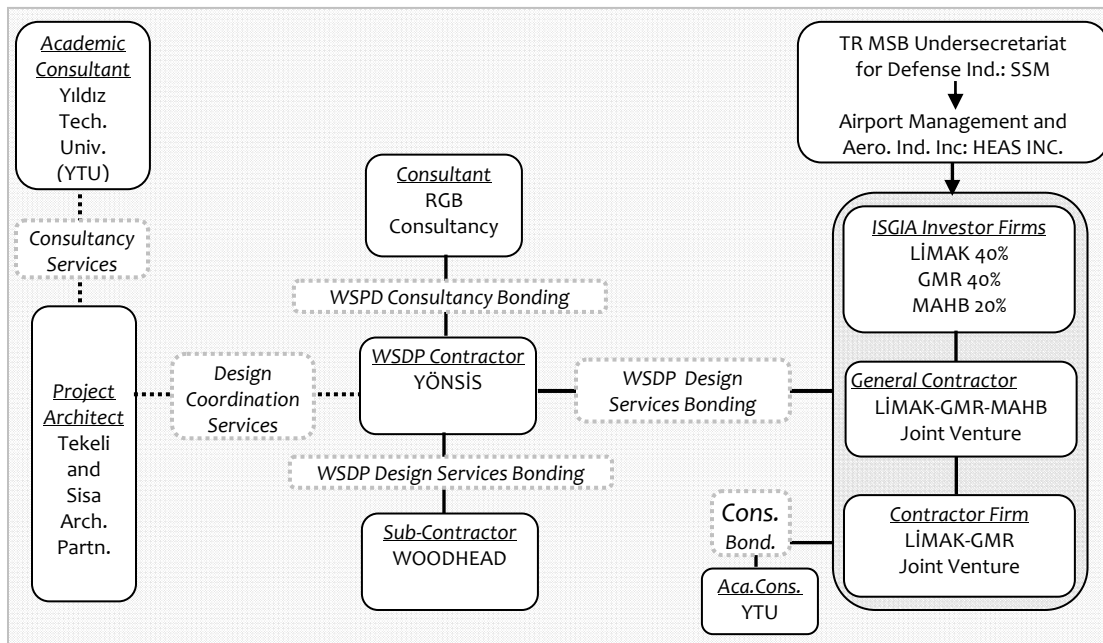 Academic
Consultant
Yıldız
Tech.
Univ.
(YTU)
Consultancy
Services
Project
Architect
Tekeli
and
Sisa
Arch.
Partn.
Design
Coordination
Services
Consultant
RGB
Consultancy
WSPD Consultancy Bonding
WSDP Contractor
YÖNSİS
WSDP Design Services Bonding
Sub-Contractor
WOODHEAD
WSDP Design
Services Bonding
Cons.
Bond.
Aca.Cons.
YTU
TR MSB Undersecretariat
for Defense Ind.: SSM
Airport Management and
Aero. Ind. Inc: HEAS INC.
ISGIA Investor Firms
LİMAK 40%
GMR 40%
MAHB 20%
General Contractor
LİMAK-GMR-MAHB
Joint Venture
Contractor Firm
LİMAK-GMR
Joint Venture